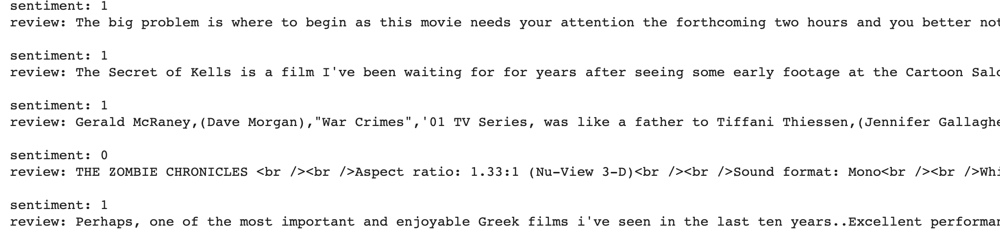 sentiment: 1
review: The big problem is where to begin as this movie needs your attention the forthcoming two hours and you better not
sentiment: 1
review: The Secret of Kells is a film I've been waiting for for years after seeing some early footage at the Cartoon Salo
sentiment: 1
review: Gerald McRaney,(Dave Morgan),"War Crimes",'01 TV Series, was like a father to Tiffani Thiessen,(Jennifer Gallaghe
sentiment: 0
review: THE ZOMBIE CHRONICLES <br /><br />Aspect ratio: 1.33:1 (Nu-View 3-D)<br /><br />Sound format: Mono<br /><br />Whi
sentiment: 1
review: Perhaps, one of the most important and enjoyable Greek films i've seen in the last ten years..Excellent performan